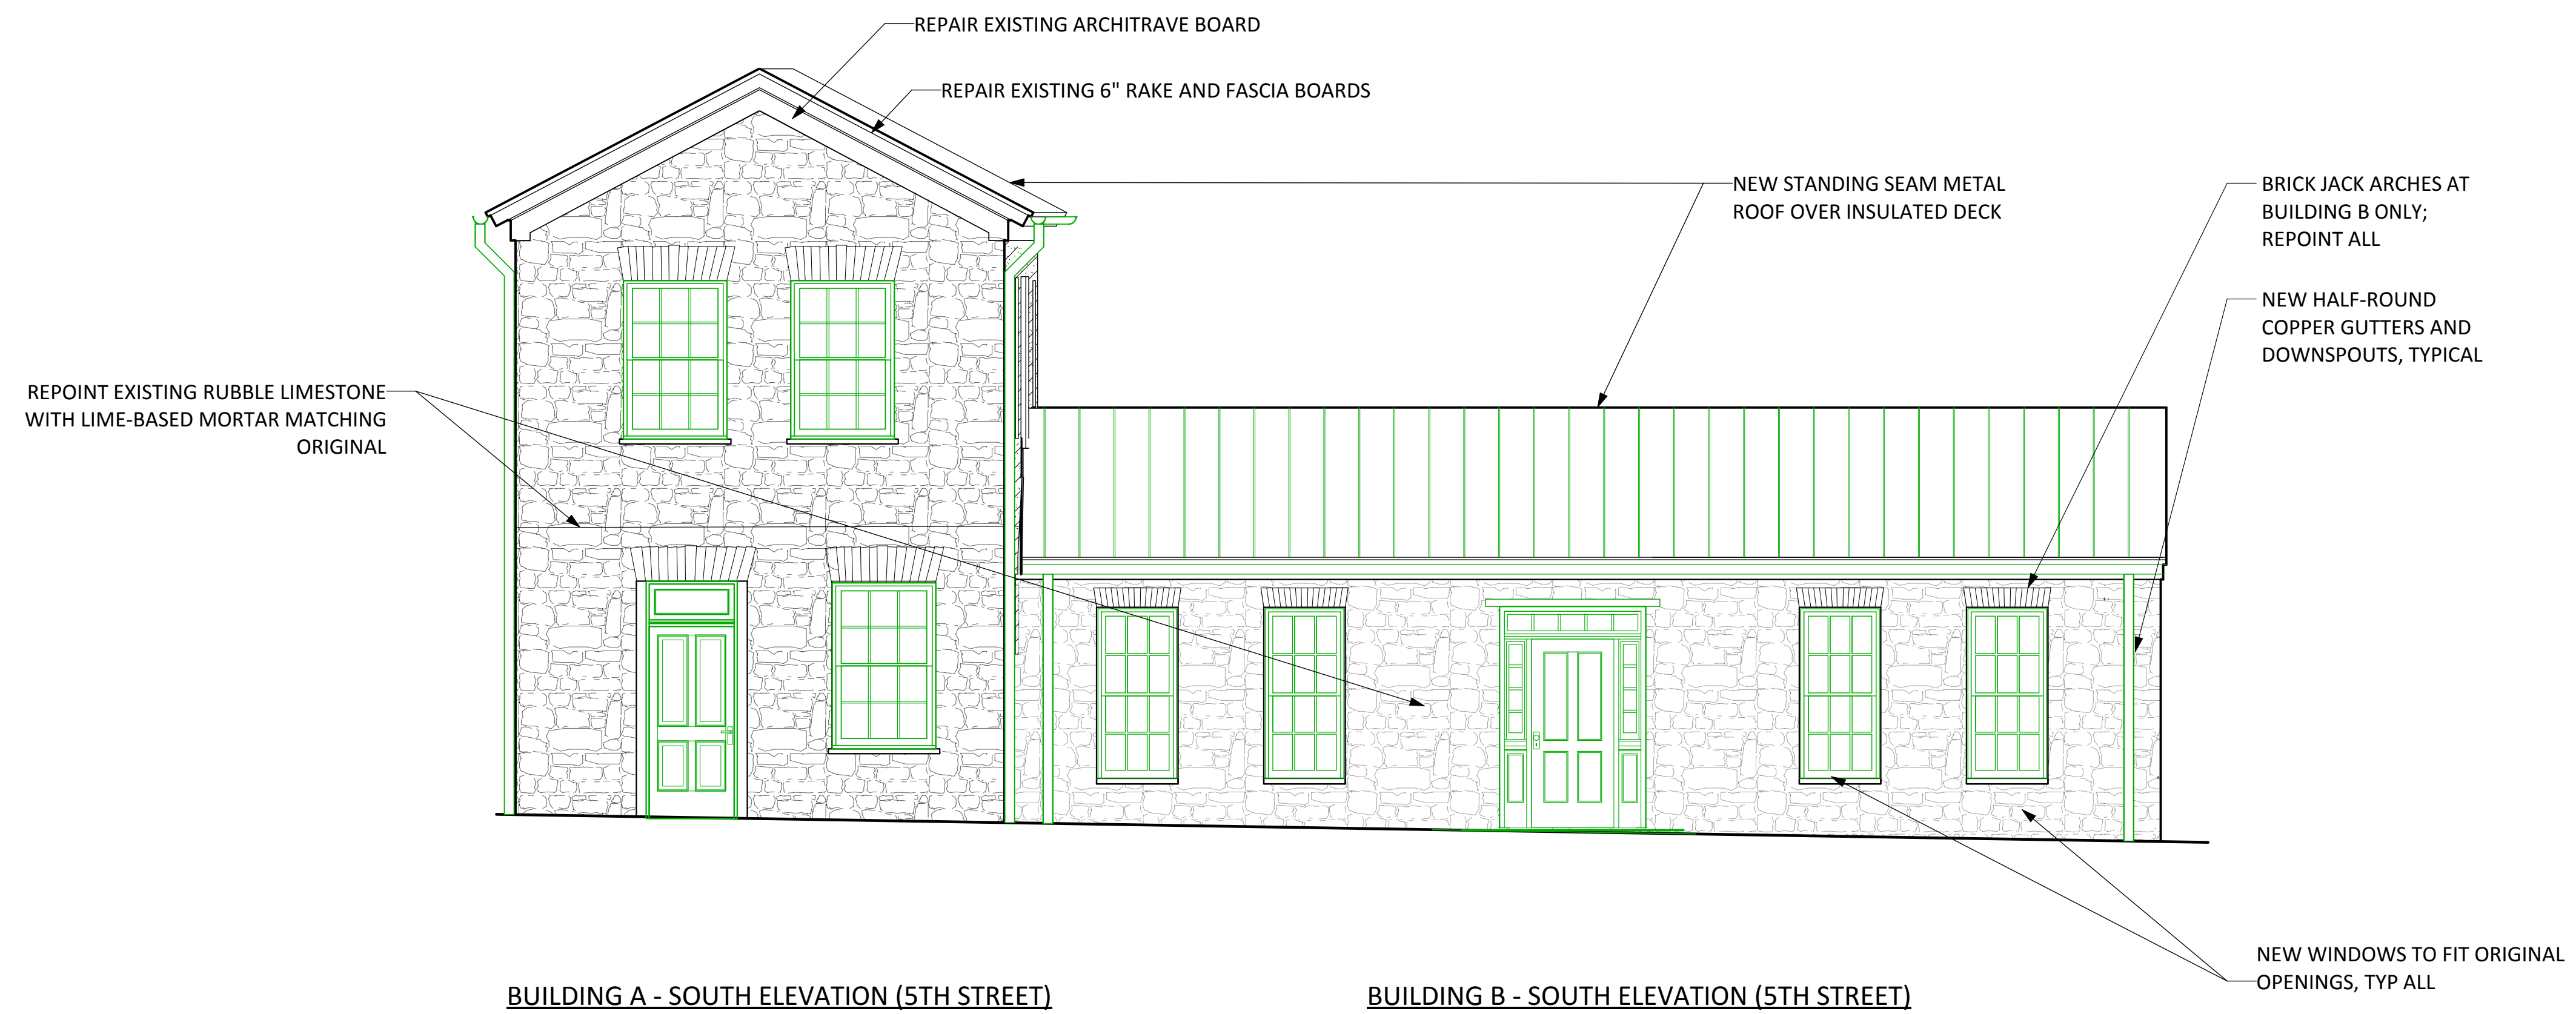 REPAIR EXISTING ARCHITRAVE BOARD
REPAIR EXISTING 6" RAKE AND FASCIA BOARDS
NEW STANDING SEAM METAL
ROOF OVER INSULATED DECK
BRICK JACK ARCHES AT
BUILDING B ONLY;
REPOINT ALL
NEW HALF-ROUND
COPPER GUTTERS AND
DOWNSPOUTS, TYPICAL
REPOINT EXISTING RUBBLE LIMESTONE
WITH LIME-BASED MORTAR MATCHING
ORIGINAL
NEW WINDOWS TO FIT ORIGINAL
OPENINGS, TYP ALL
BUILDING A - SOUTH ELEVATION (5TH STREET)
BUILDING B - SOUTH ELEVATION (5TH STREET)